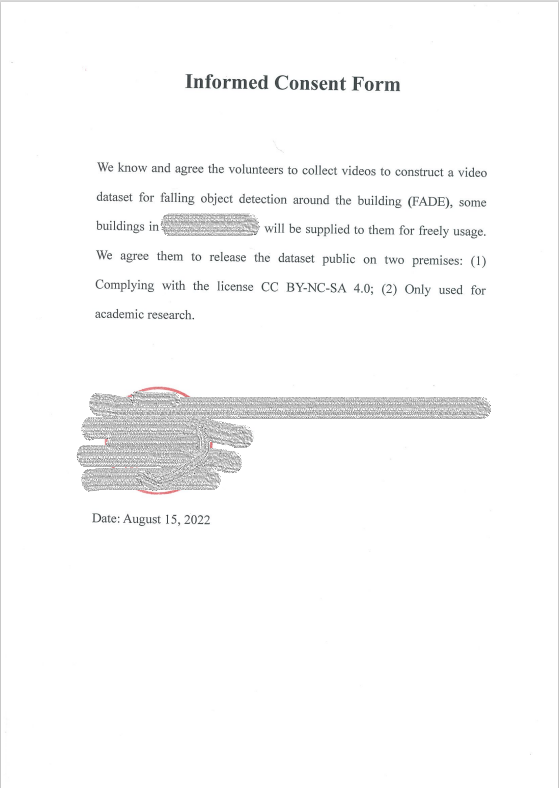 Informed Consent Form
We know and agree the volunteers to collect videos to construct a video
dataset for falling object detection around the building (FADE), some
buildings in will be supplied to them for freely usage.
We agree them to release the dataset public on two premises: (1)
Complying with the license CC BY-NC-SA 4.0; (2) Only used for
academic research.
Date: August 15, 2022